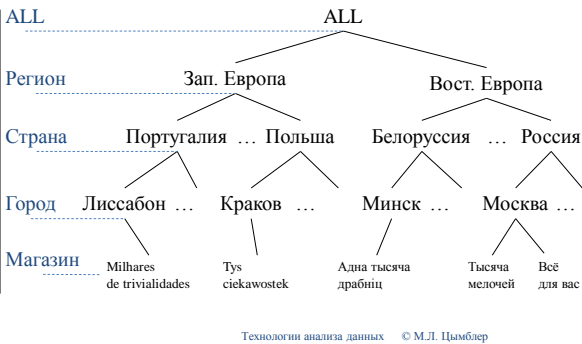 ALL ALL
Регион Зап. Европа Вост. Европа
Страна Португалия … Польша Белоруссия … Россия
Город Лиссабон … Краков … Минск … Москва …
Магазин
Milhares Tys Адна тысяча Тысяча Всё
de trivialidades ciekawostek драбніц мелочей для вас
Технологии анализа данных © М.Л. Цымблер